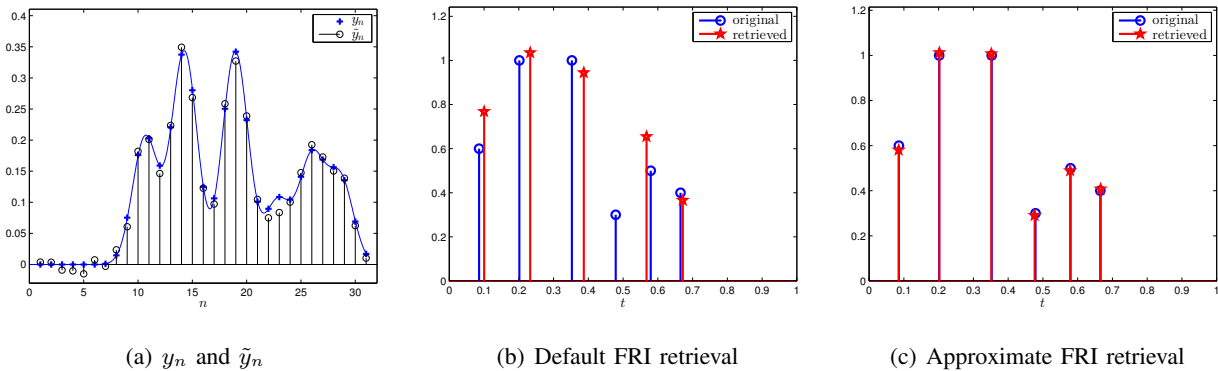 y_n
ỹ_n
0.4
0.35
0.3
0.25
0.2
0.15
0.1
0.05
0
0 5 10 15 20 25 30
n
(a) y_n and ỹ_n
original
retrieved
1.2
1
0.8
0.6
0.4
0.2
0
0 0.1 0.2 0.3 0.4 0.5 0.6 0.7 0.8 0.9 1
t
(b) Default FRI retrieval
original
retrieved
1.2
1
0.8
0.6
0.4
0.2
0
0 0.1 0.2 0.3 0.4 0.5 0.6 0.7 0.8 0.9 1
t
(c) Approximate FRI retrieval